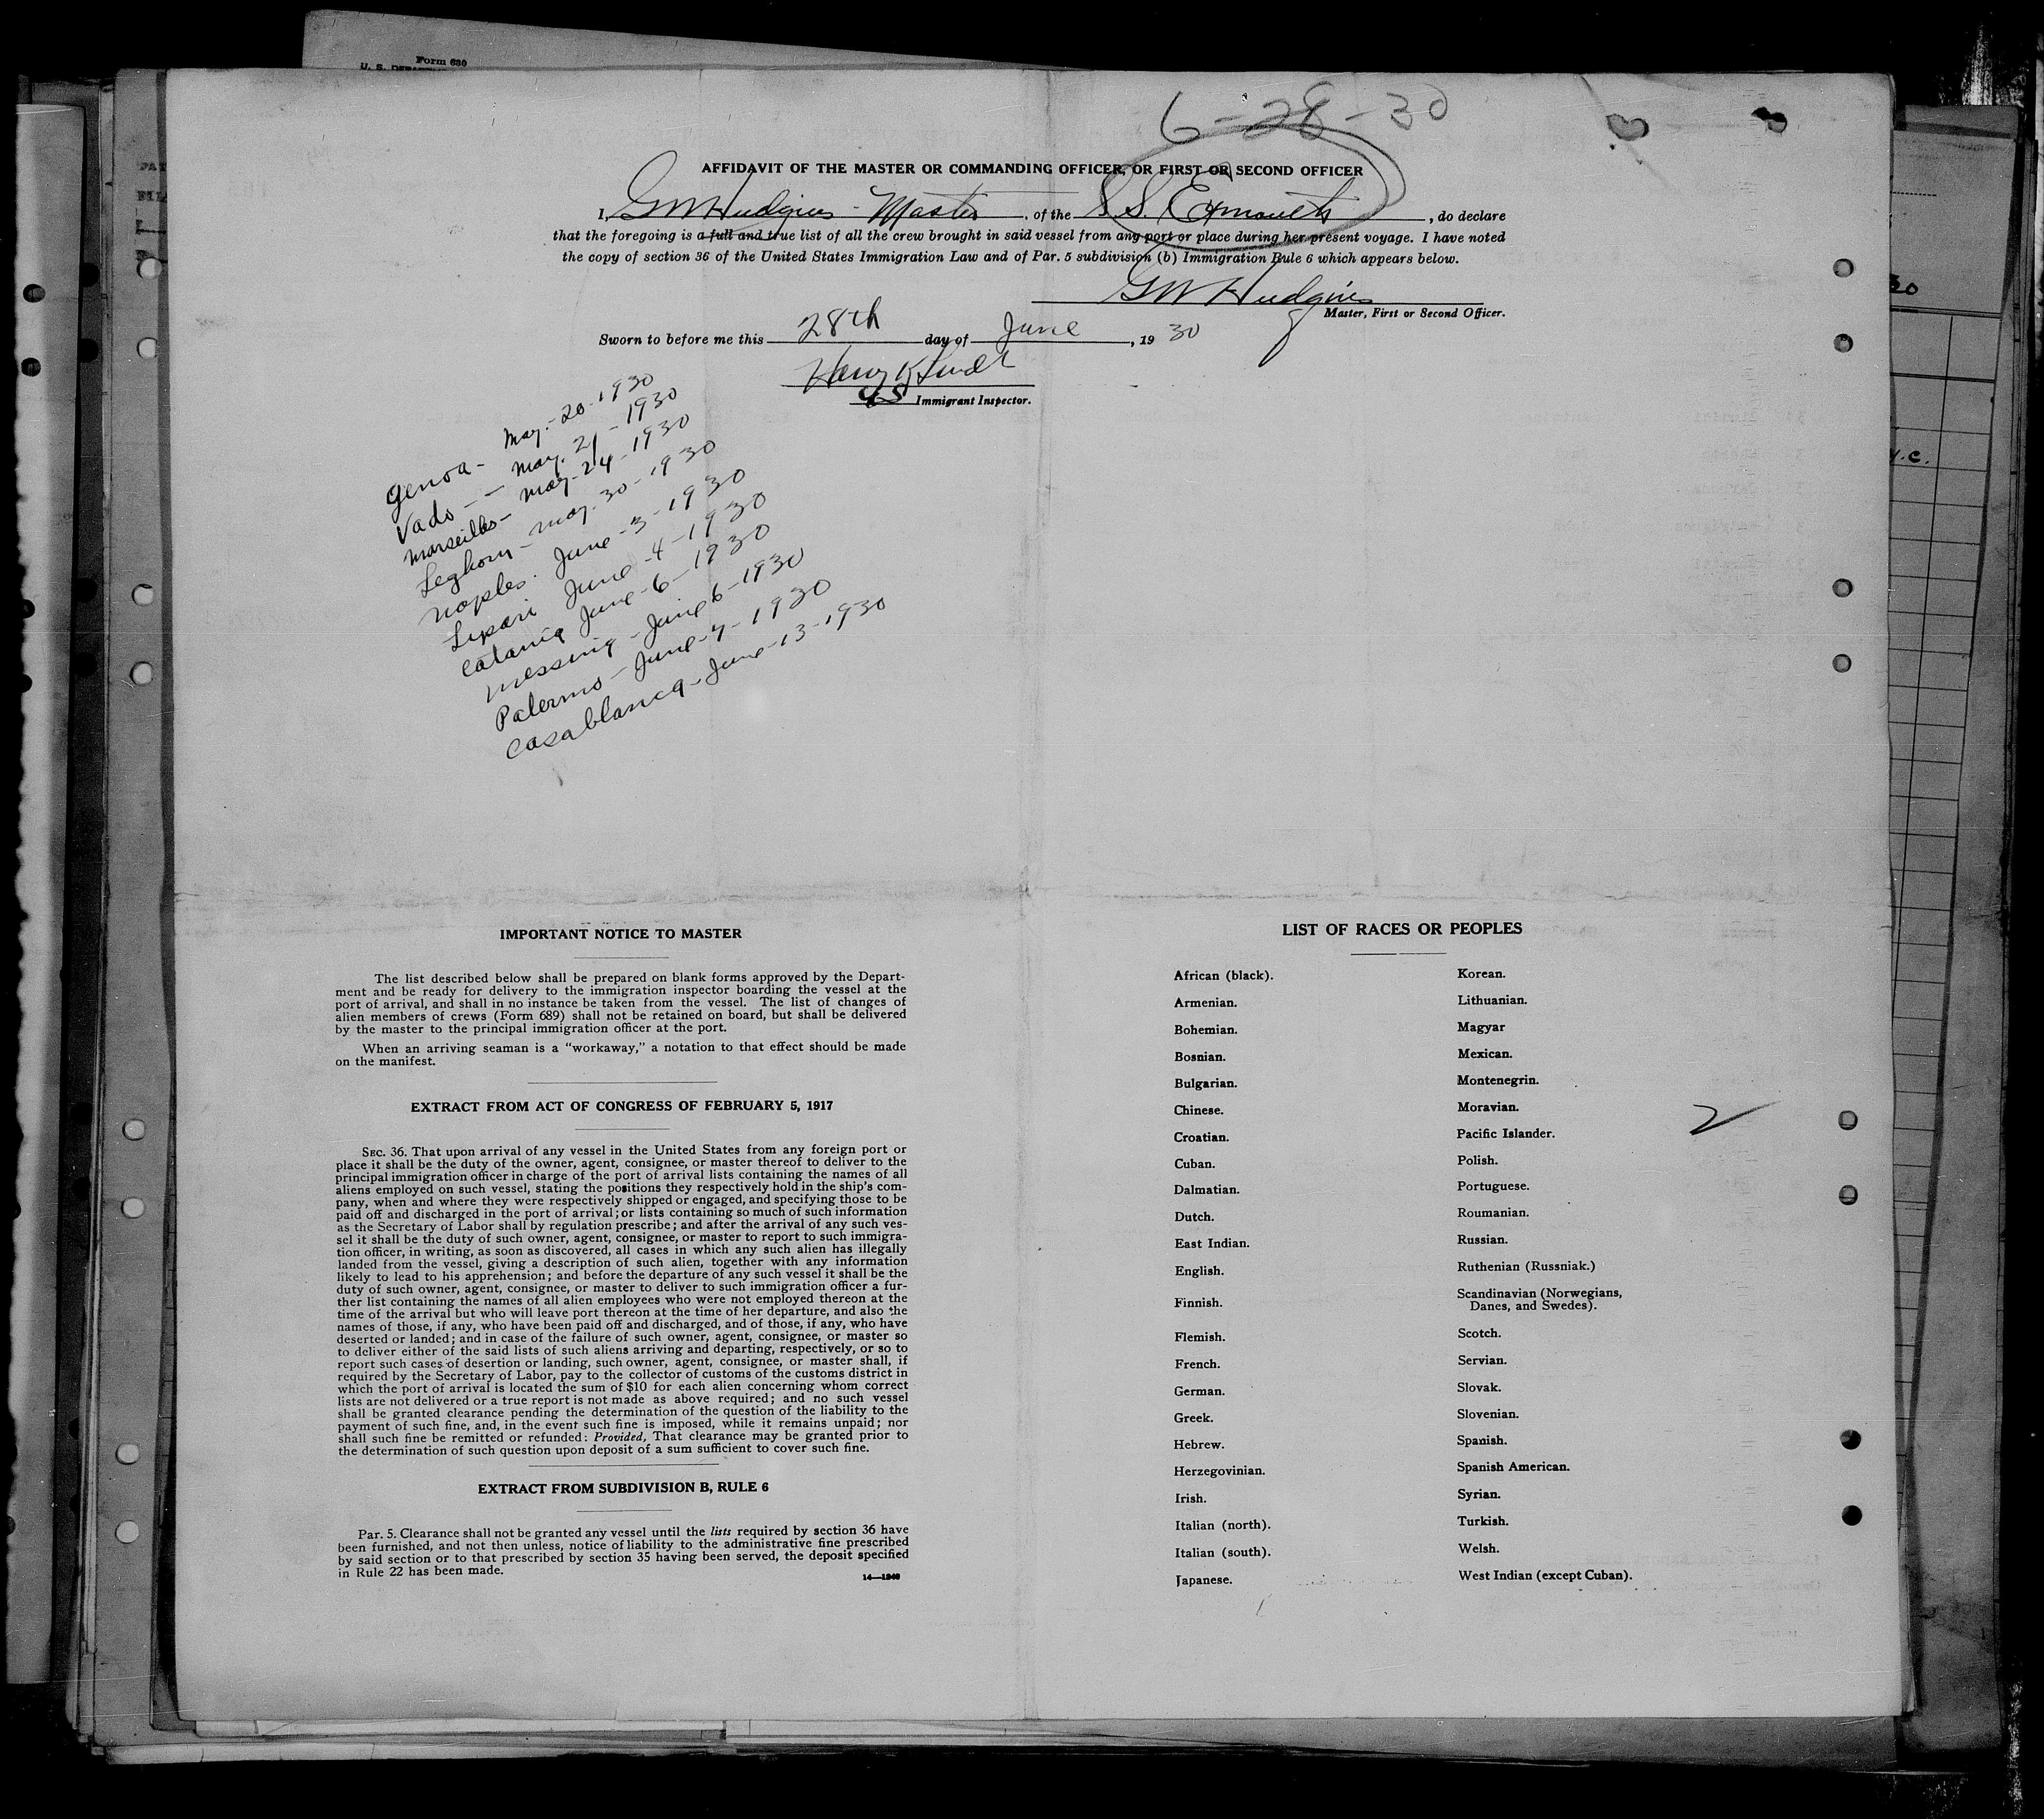 Form 630
6-28-30
AFFIDAVIT OF THE MASTER OR COMMANDING OFFICER, OR FIRST OR SECOND OFFICER
I, GW Hudgins - Master, of the S.S. Exmouth, do declare
that the foregoing is a full and true list of all the crew brought in said vessel from any port or place during her present voyage. I have noted
the copy of section 36 of the United States Immigration Law and of Par. 5 subdivision (b) Immigration Rule 6 which appears below.
GW Hudgins
Master, First or Second Officer.
Sworn to before me this 28th day of June, 1930
Harry K
US Immigrant Inspector.
Genoa - May - 20 - 1930
Vado - - May. 21 - 1930
Marseilles - May - 24 - 1930
Leghorn - May. 30 - 1930
Naples. June - 3 - 1930
Lipari June - 4 - 1930
Catania June - 6 - 1930
Messina - June 6 - 1930
Palermo - June - 7 - 1930
Casablanca - June - 13 - 1930
IMPORTANT NOTICE TO MASTER
The list described below shall be prepared on blank forms approved by the Depart-
ment and be ready for delivery to the immigration inspector boarding the vessel at the
port of arrival, and shall in no instance be taken from the vessel. The list of changes of
alien members of crews (Form 689) shall not be retained on board, but shall be delivered
by the master to the principal immigration officer at the port.
When an arriving seaman is a "workaway," a notation to that effect should be made
on the manifest.
EXTRACT FROM ACT OF CONGRESS OF FEBRUARY 5, 1917
SEC. 36. That upon arrival of any vessel in the United States from any foreign port or
place it shall be the duty of the owner, agent, consignee, or master thereof to deliver to the
principal immigration officer in charge of the port of arrival lists containing the names of all
aliens employed on such vessel, stating the positions they respectively hold in the ship's com-
pany, when and where they were respectively shipped or engaged, and specifying those to be
paid off and discharged in the port of arrival; or lists containing so much of such information
as the Secretary of Labor shall by regulation prescribe; and after the arrival of any such ves-
sel it shall be the duty of such owner, agent, consignee, or master to report to such immigra-
tion officer, in writing, as soon as discovered, all cases in which any such alien has illegally
landed from the vessel, giving a description of such alien, together with any information
likely to lead to his apprehension; and before the departure of any such vessel it shall be the
duty of such owner, agent, consignee, or master to deliver to such immigration officer a fur-
ther list containing the names of all alien employees who were not employed thereon at the
time of the arrival but who will leave port thereon at the time of her departure, and also the
names of those, if any, who have been paid off and discharged, and of those, if any, who have
deserted or landed; and in case of the failure of such owner, agent, consignee, or master so
to deliver either of the said lists of such aliens arriving and departing, respectively, or so to
report such cases of desertion or landing, such owner, agent, consignee, or master shall, if
required by the Secretary of Labor, pay to the collector of customs of the customs district in
which the port of arrival is located the sum of $10 for each alien concerning whom correct
lists are not delivered or a true report is not made as above required; and no such vessel
shall be granted clearance pending the determination of the question of the liability to the
payment of such fine, and, in the event such fine is imposed, while it remains unpaid; nor
shall such fine be remitted or refunded: Provided, That clearance may be granted prior to
the determination of such question upon deposit of a sum sufficient to cover such fine.
EXTRACT FROM SUBDIVISION B, RULE 6
Par. 5. Clearance shall not be granted any vessel until the lists required by section 36 have
been furnished, and not then unless, notice of liability to the administrative fine prescribed
by said section or to that prescribed by section 35 having been served, the deposit specified
in Rule 22 has been made.
14—1240
LIST OF RACES OR PEOPLES
African (black).
Armenian.
Bohemian.
Bosnian.
Bulgarian.
Chinese.
Croatian.
Cuban.
Dalmatian.
Dutch.
East Indian.
English.
Finnish.
Flemish.
French.
German.
Greek.
Hebrew.
Herzegovinian.
Irish.
Italian (north).
Italian (south).
Japanese.
Korean.
Lithuanian.
Magyar
Mexican.
Montenegrin.
Moravian.
Pacific Islander.
Polish.
Portuguese.
Roumanian.
Russian.
Ruthenian (Russniak.)
Scandinavian (Norwegians,
Danes, and Swedes).
Scotch.
Servian.
Slovak.
Slovenian.
Spanish.
Spanish American.
Syrian.
Turkish.
Welsh.
West Indian (except Cuban).
2